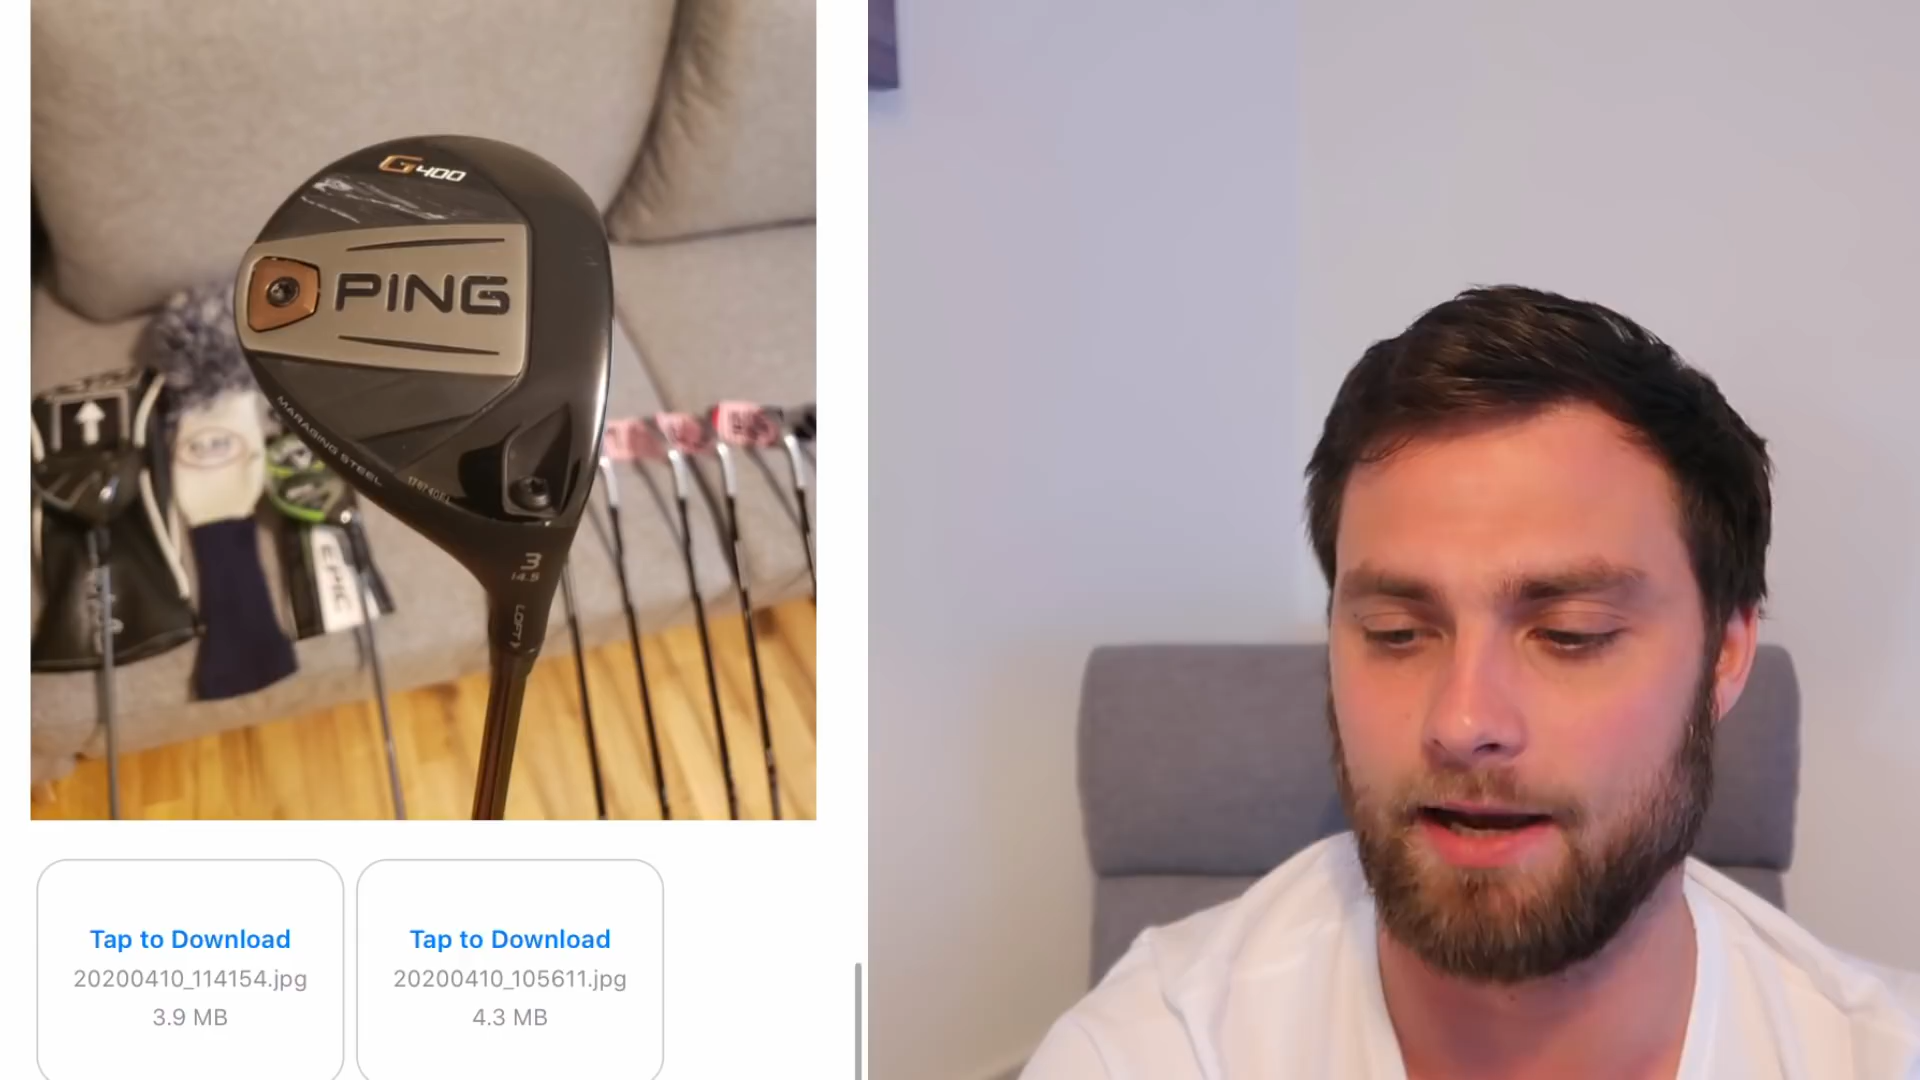 G400
PING
MARAGING STEEL
3
14.5
LOFT
EPIC
Tap to Download
20200410_114154.jpg
3.9 MB
Tap to Download
20200410_105611.jpg
4.3 MB